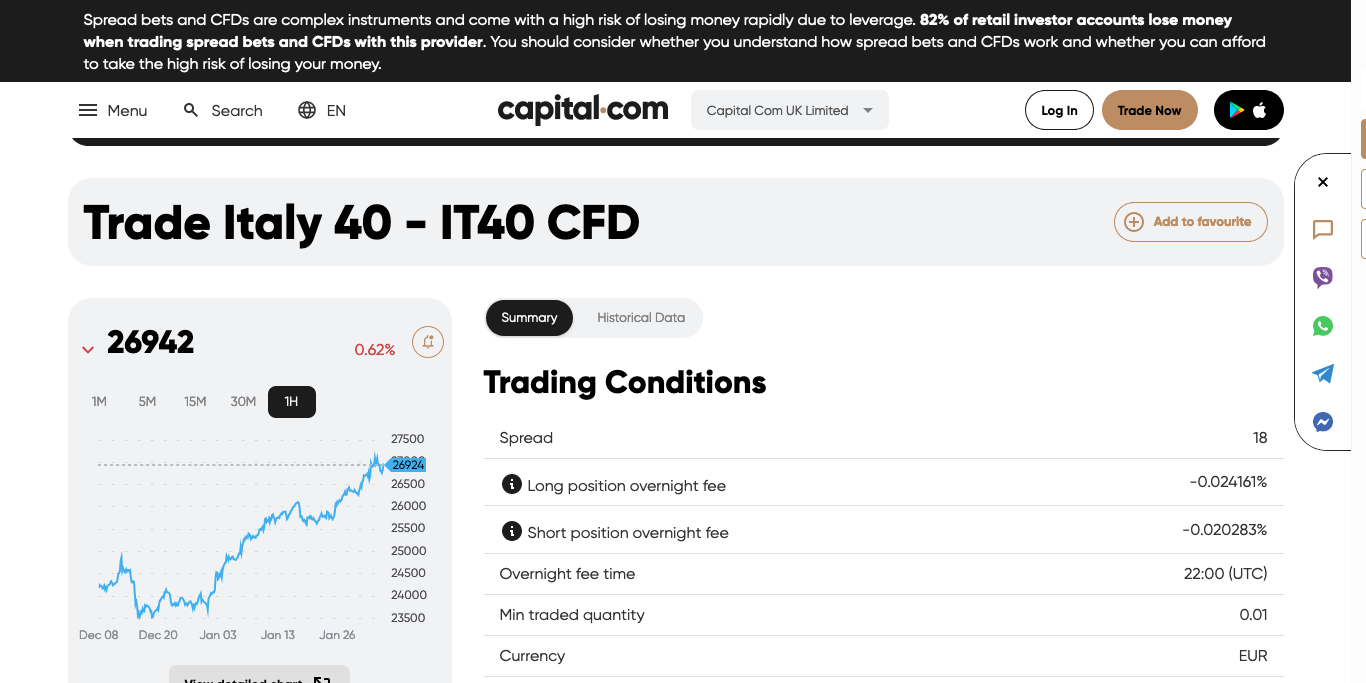 Spread bets and CFDs are complex instruments and come with a high risk of losing money rapidly due to leverage. 82% of retail investor accounts lose money
when trading spread bets and CFDs with this provider. You should consider whether you understand how spread bets and CFDs work and whether you can afford
to take the high risk of losing your money.
Menu
Search
EN
capital.com
Capital Com UK Limited
Log In
Trade Now
Trade Italy 40 - IT40 CFD
Add to favourite
26942
0.62%
1M
5M
15M
30M
1H
27500
26924
26500
26000
25500
25000
24500
24000
23500
Dec 08
Dec 20
Jan 03
Jan 13
Jan 26
Summary
Historical Data
Trading Conditions
Spread
18
Long position overnight fee
-0.024161%
Short position overnight fee
-0.020283%
Overnight fee time
22:00 (UTC)
Min traded quantity
0.01
Currency
EUR
View detailed chart